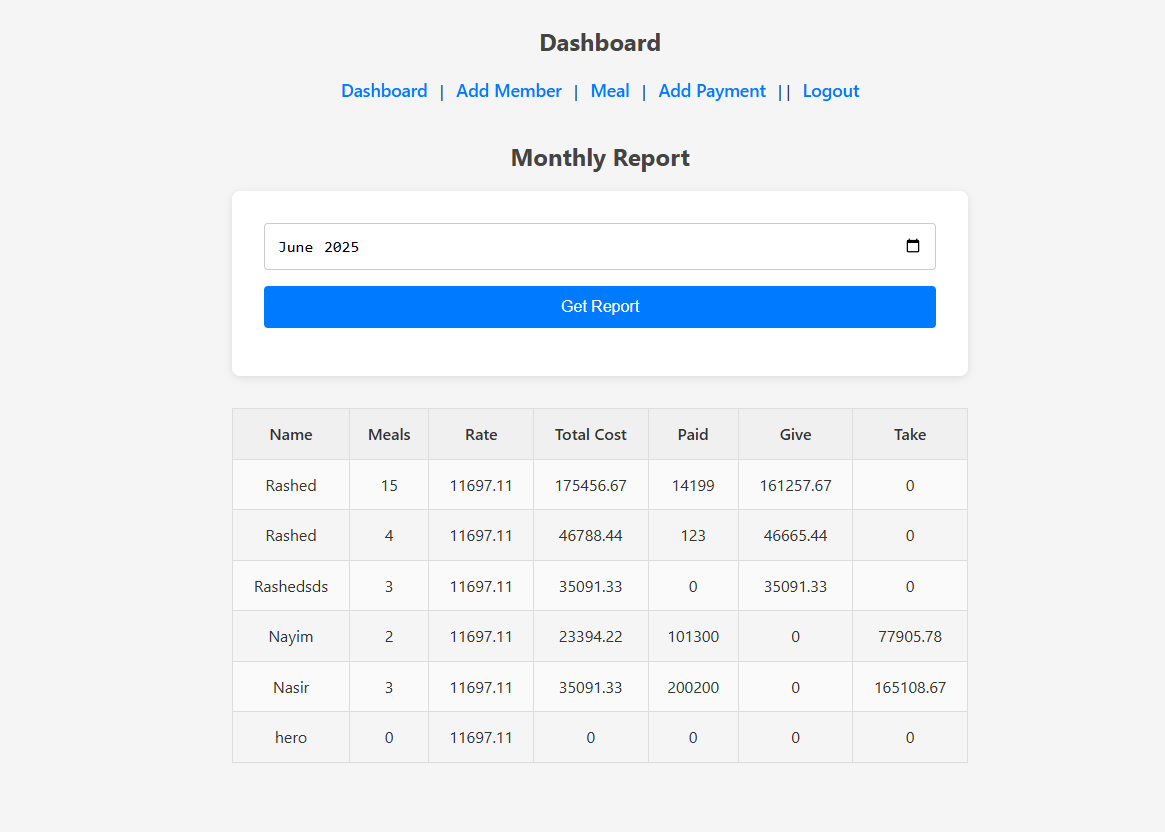 Dashboard
Dashboard | Add Member | Meal | Add Payment || Logout
Monthly Report
June 2025
Get Report
Name Meals Rate Total Cost Paid Give Take
Rashed 15 11697.11 175456.67 14199 161257.67 0
Rashed 4 11697.11 46788.44 123 46665.44 0
Rashedsds 3 11697.11 35091.33 0 35091.33 0
Nayim 2 11697.11 23394.22 101300 0 77905.78
Nasir 3 11697.11 35091.33 200200 0 165108.67
hero 0 11697.11 0 0 0 0